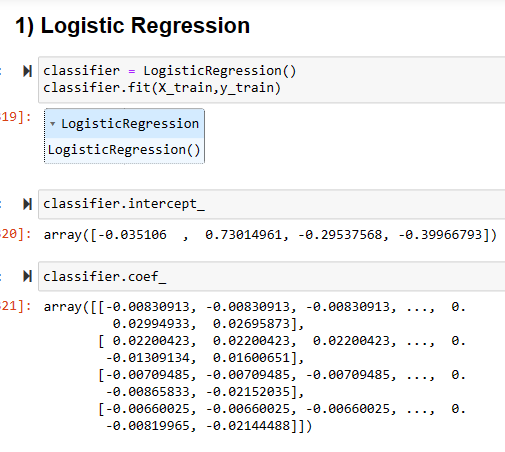 1) Logistic Regression
classifier = LogisticRegression()
classifier.fit(X_train,y_train)
19]:
LogisticRegression
LogisticRegression()
classifier.intercept_
20]: array([-0.035106  ,  0.73014961, -0.29537568, -0.39966793])
classifier.coef_
21]: array([[-0.00830913, -0.00830913, -0.00830913, ...,  0.
0.02994933,  0.02695873],
[ 0.02200423,  0.02200423,  0.02200423, ...,  0.
-0.01309134,  0.01600651],
[-0.00709485, -0.00709485, -0.00709485, ...,  0.
-0.00865833, -0.02152035],
[-0.00660025, -0.00660025, -0.00660025, ...,  0.
-0.00819965, -0.02144488]])